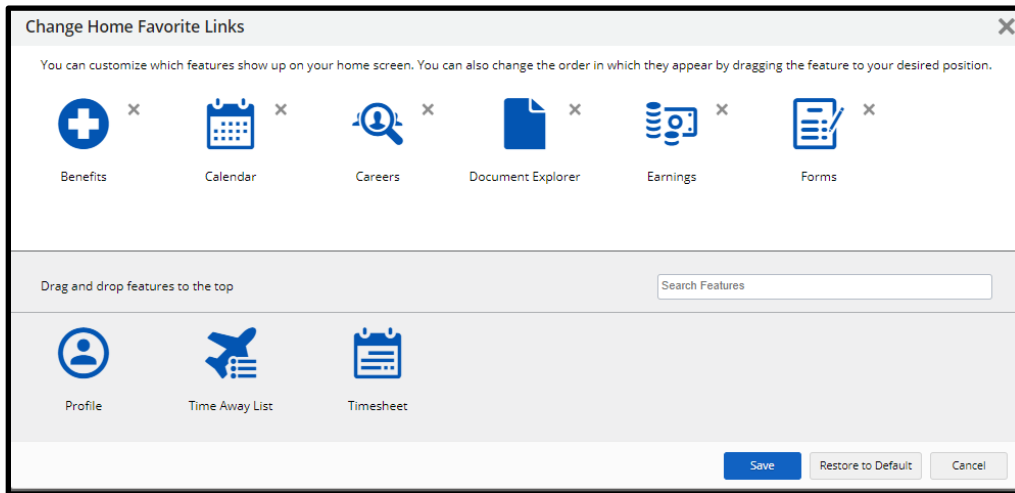 Change Home Favorite Links
You can customize which features show up on your home screen. You can also change the order in which they appear by dragging the feature to your desired position.
Benefits
Calendar
Careers
Document Explorer
Earnings
Forms
Drag and drop features to the top
Search Features
Profile
Time Away List
Timesheet
Save
Restore to Default
Cancel